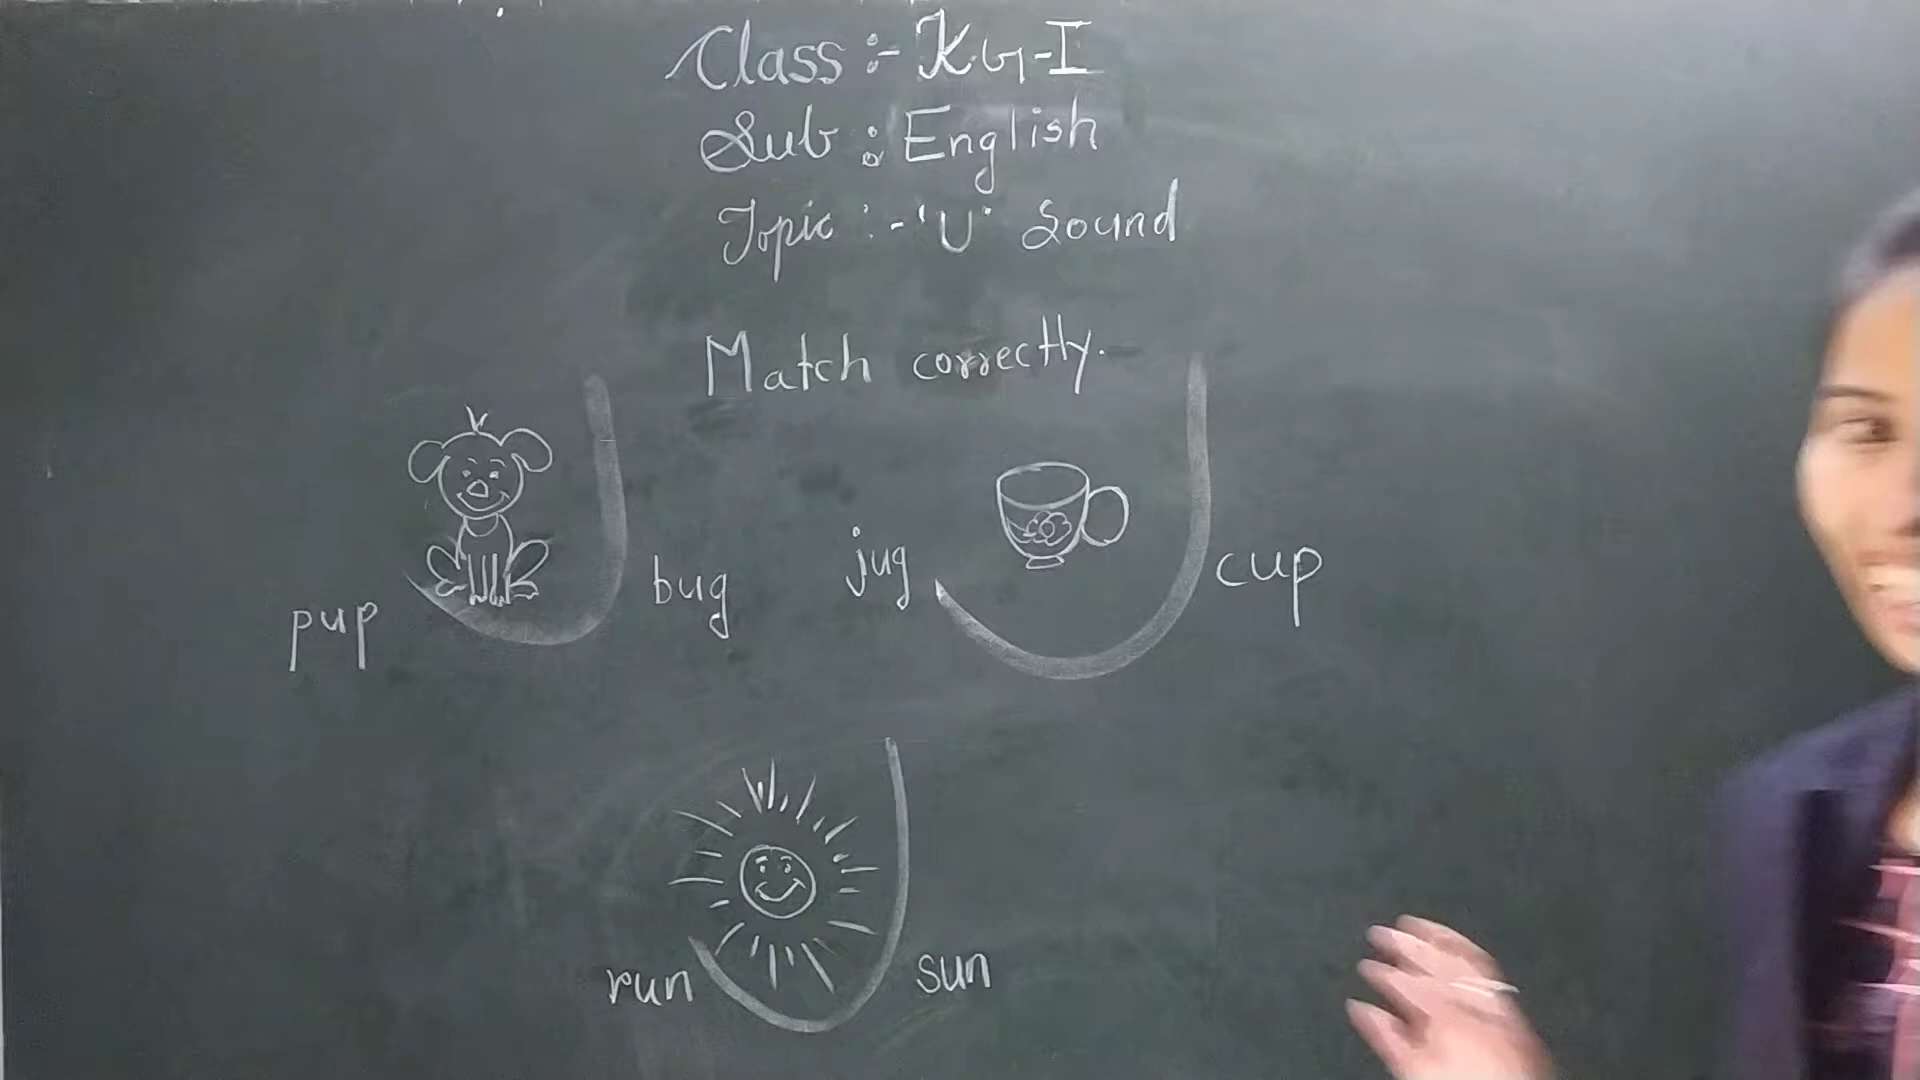 Class :- KG-I
Sub : English
Topic :- 'U' Sound
Match correctly.
pup bug
jug cup
run sun